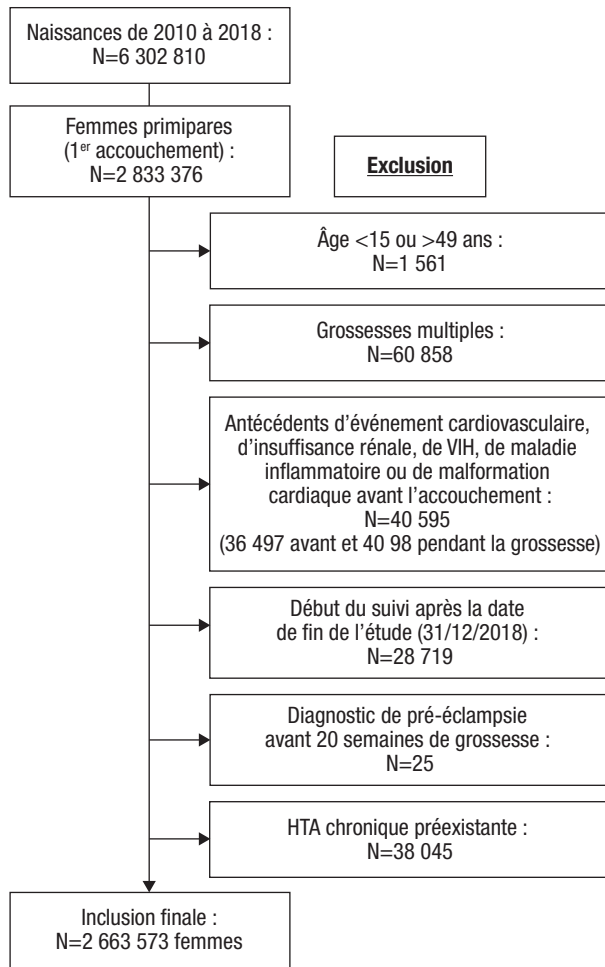 Naissances de 2010 à 2018 :
N=6 302 810
Femmes primipares
(1er accouchement) :
N=2 833 376
Exclusion
Âge <15 ou >49 ans :
N=1 561
Grossesses multiples :
N=60 858
Antécédents d’événement cardiovasculaire,
d’insuffisance rénale, de VIH, de maladie
inflammatoire ou de malformation
cardiaque avant l’accouchement :
N=40 595
(36 497 avant et 40 98 pendant la grossesse)
Début du suivi après la date
de fin de l’étude (31/12/2018) :
N=28 719
Diagnostic de pré-éclampsie
avant 20 semaines de grossesse :
N=25
HTA chronique préexistante :
N=38 045
Inclusion finale :
N=2 663 573 femmes